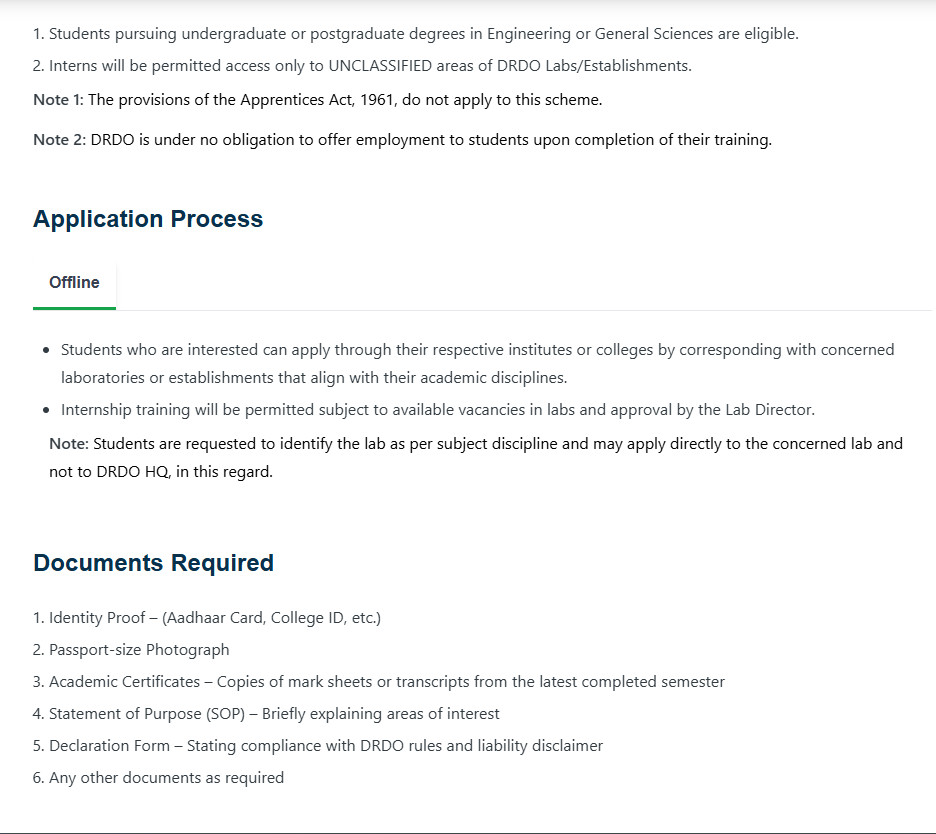 1. Students pursuing undergraduate or postgraduate degrees in Engineering or General Sciences are eligible.
2. Interns will be permitted access only to UNCLASSIFIED areas of DRDO Labs/Establishments.
Note 1: The provisions of the Apprentices Act, 1961, do not apply to this scheme.
Note 2: DRDO is under no obligation to offer employment to students upon completion of their training.
Application Process
Offline
• Students who are interested can apply through their respective institutes or colleges by corresponding with concerned
laboratories or establishments that align with their academic disciplines.
• Internship training will be permitted subject to available vacancies in labs and approval by the Lab Director.
Note: Students are requested to identify the lab as per subject discipline and may apply directly to the concerned lab and
not to DRDO HQ, in this regard.
Documents Required
1. Identity Proof – (Aadhaar Card, College ID, etc.)
2. Passport-size Photograph
3. Academic Certificates – Copies of mark sheets or transcripts from the latest completed semester
4. Statement of Purpose (SOP) – Briefly explaining areas of interest
5. Declaration Form – Stating compliance with DRDO rules and liability disclaimer
6. Any other documents as required